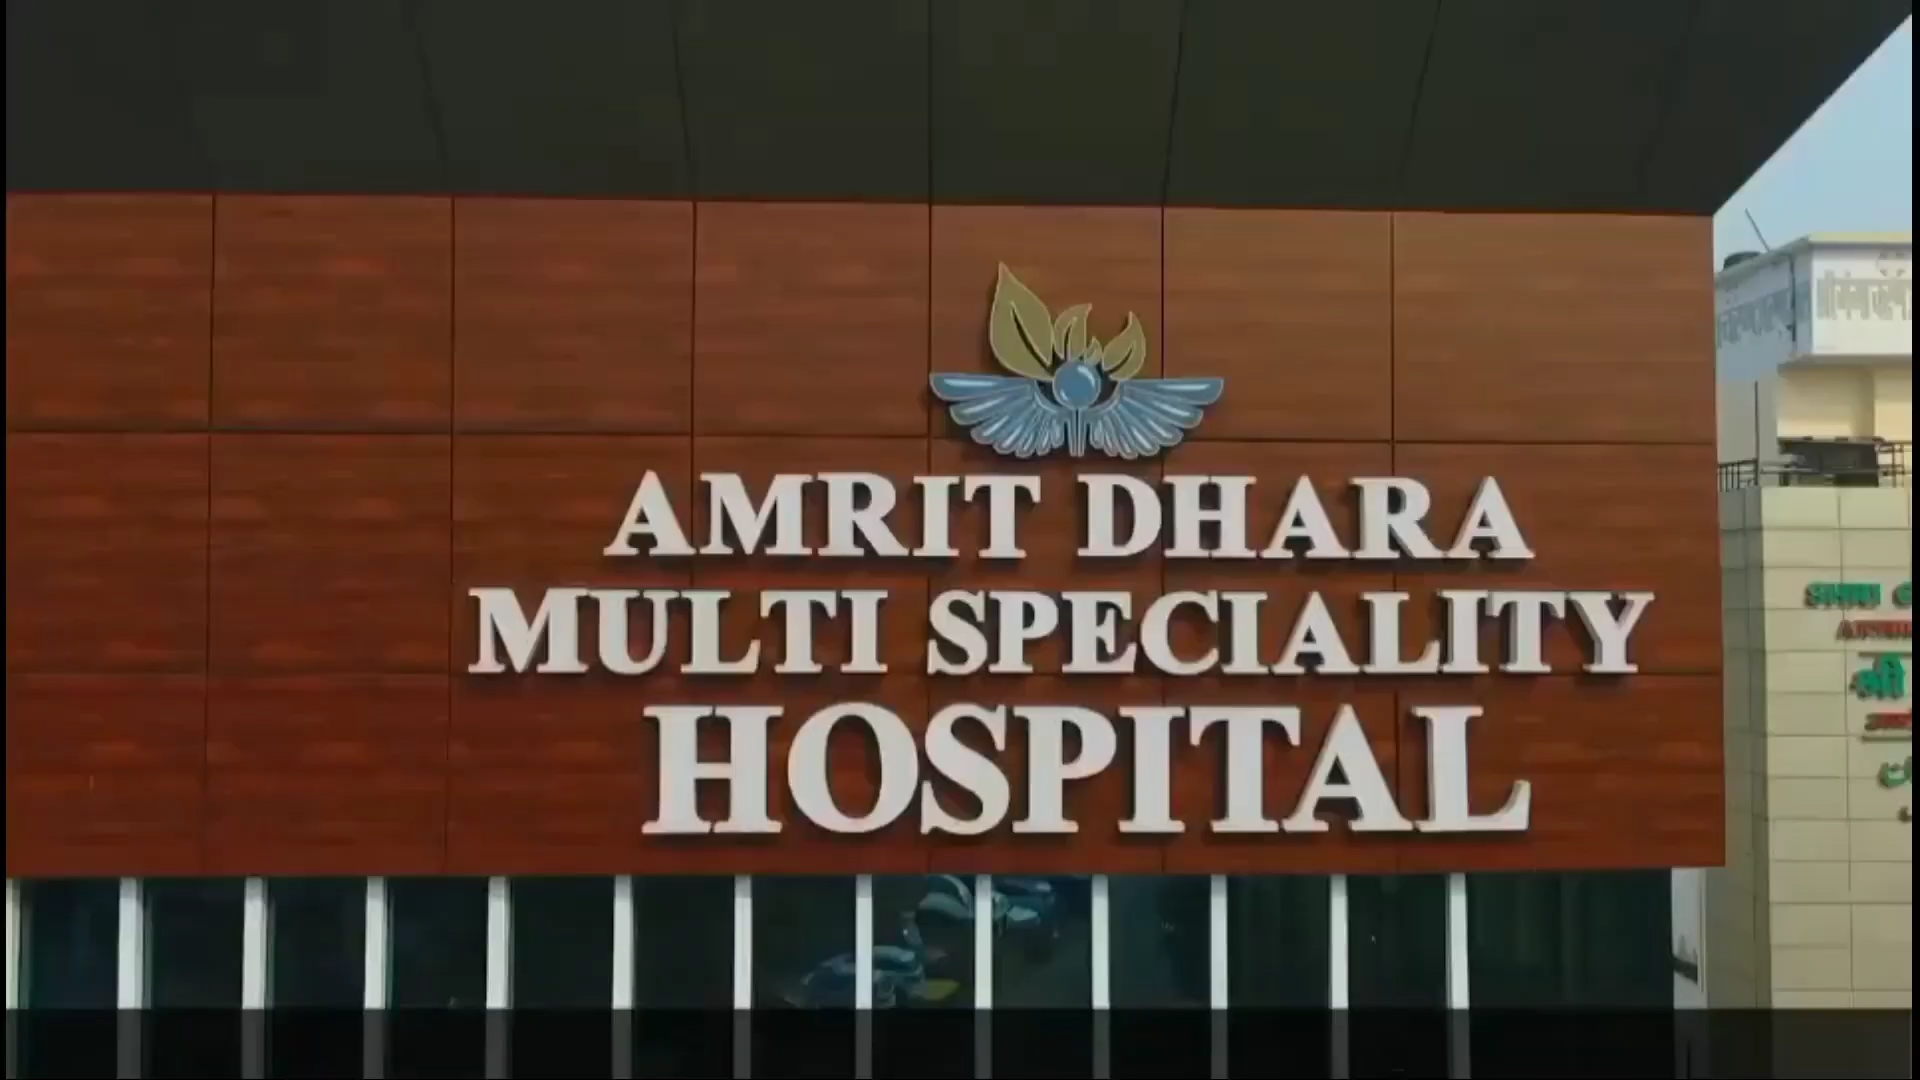 AMRIT DHARA
MULTI SPECIALITY
HOSPITAL
श्री